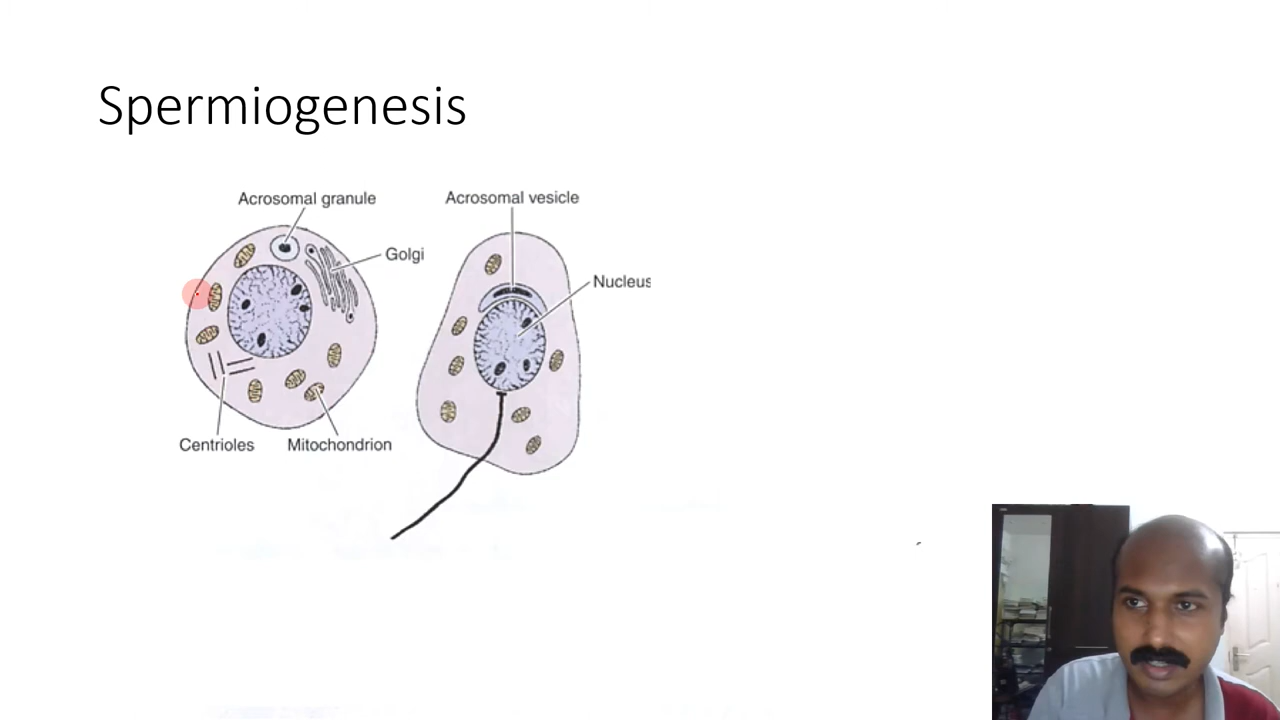 Spermiogenesis
Acrosomal granule
Acrosomal vesicle
Golgi
Nucleus
Centrioles
Mitochondrion